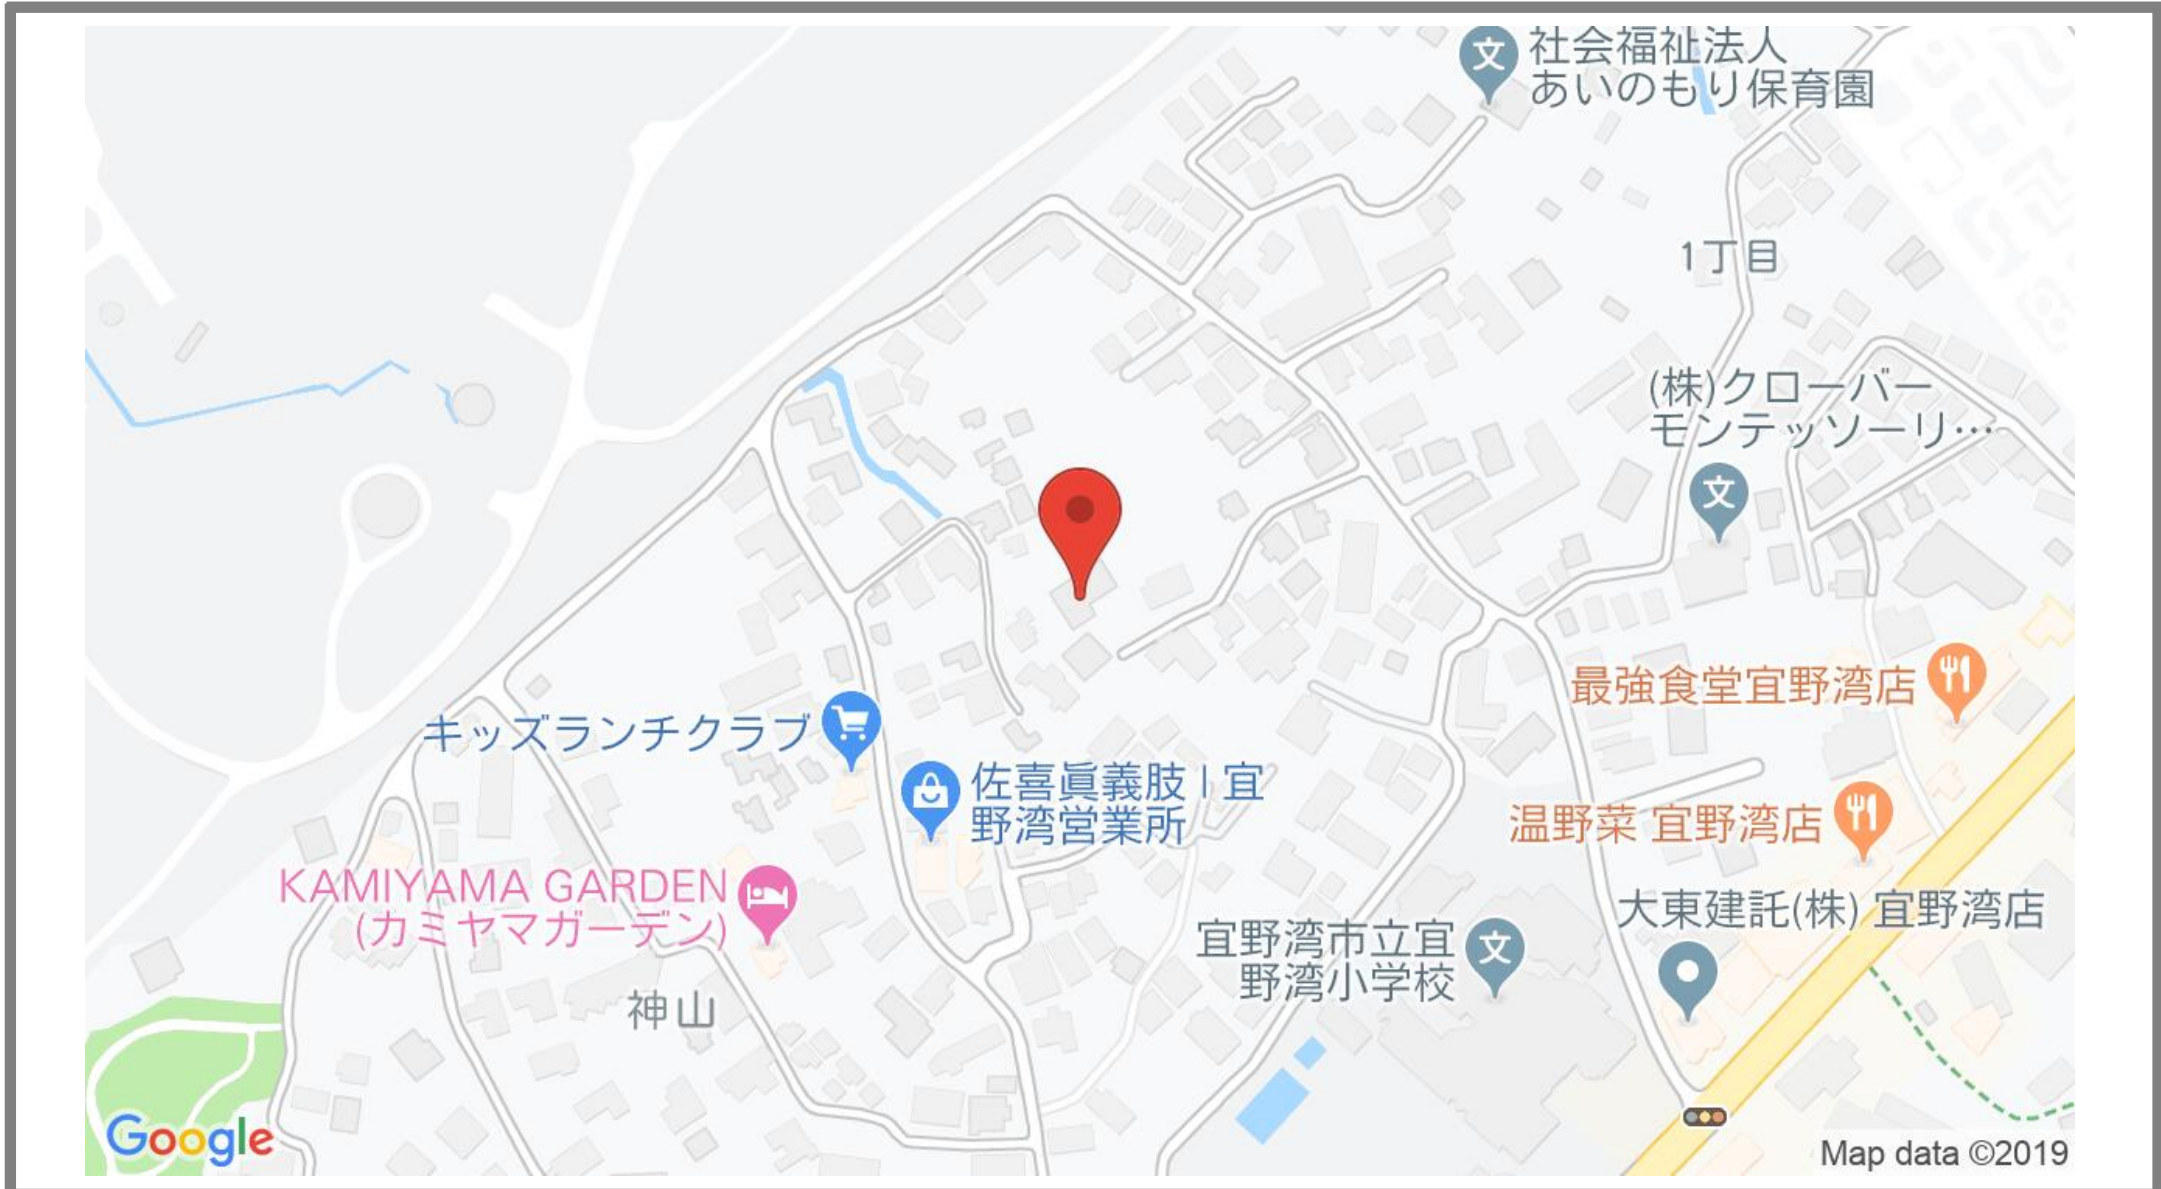 社会福祉法人
あいのもり保育園
文
1丁目
(株)クローバー
モンテッソーリ…
文
最強食堂宜野湾店
キッズランチクラブ
佐喜眞義肢 | 宜
野湾営業所
温野菜 宜野湾店
KAMIYAMA GARDEN
(カミヤマガーデン)
大東建託(株) 宜野湾店
宜野湾市立宜
野湾小学校
文
神山
Google
Map data ©2019